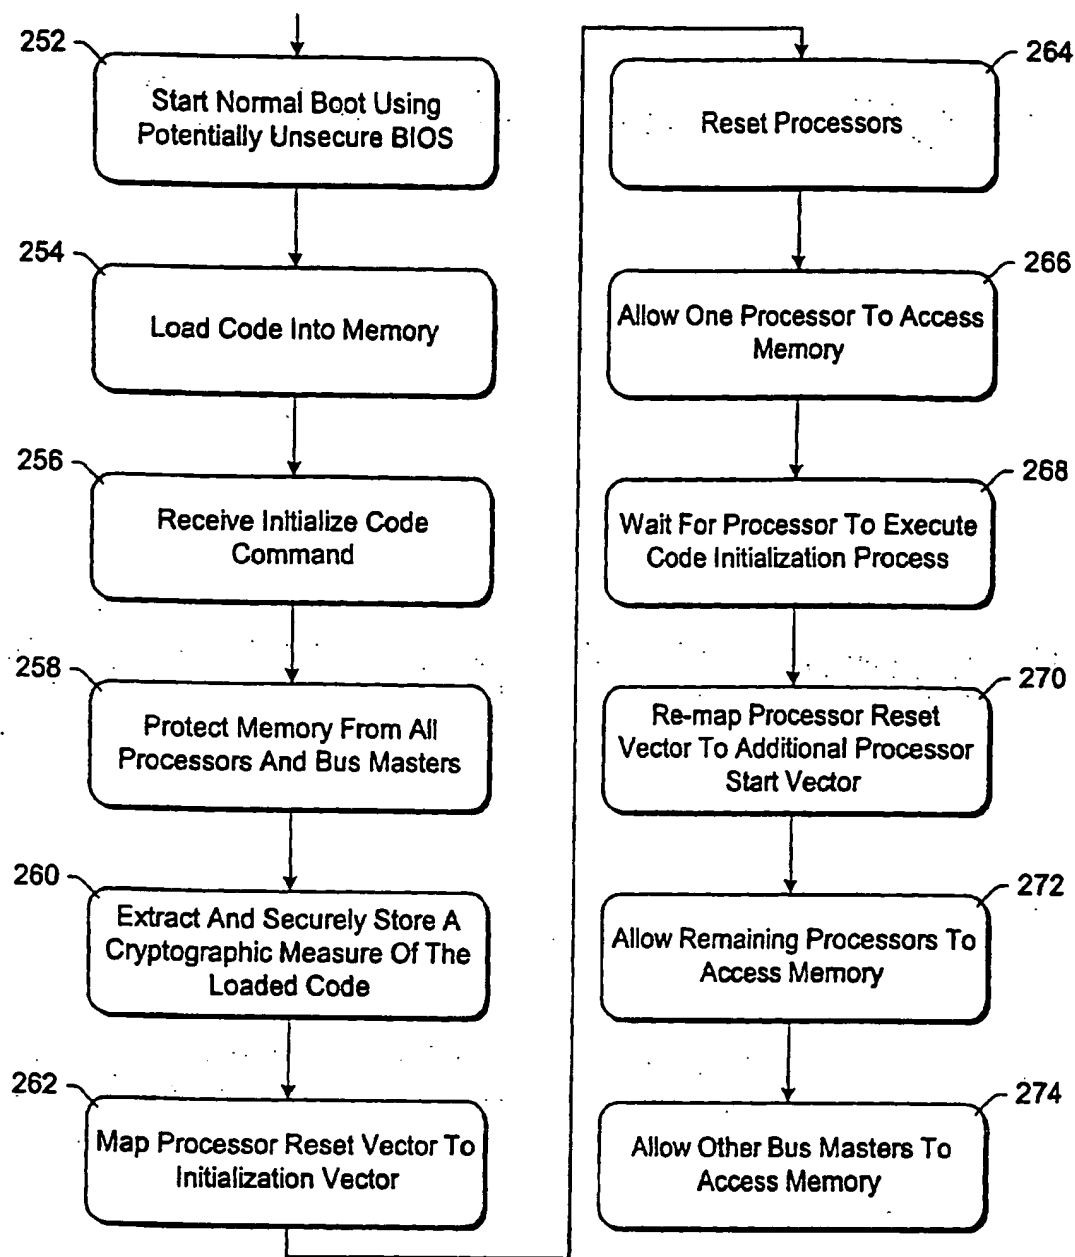 252
Start Normal Boot Using
Potentially Unsecure BIOS
254
Load Code Into Memory
256
Receive Initialize Code
Command
258
Protect Memory From All
Processors And Bus Masters
260
Extract And Securely Store A
Cryptographic Measure Of The
Loaded Code
262
Map Processor Reset Vector To
Initialization Vector
264
Reset Processors
266
Allow One Processor To Access
Memory
268
Wait For Processor To Execute
Code Initialization Process
270
Re-map Processor Reset
Vector To Additional Processor
Start Vector
272
Allow Remaining Processors To
Access Memory
274
Allow Other Bus Masters To
Access Memory